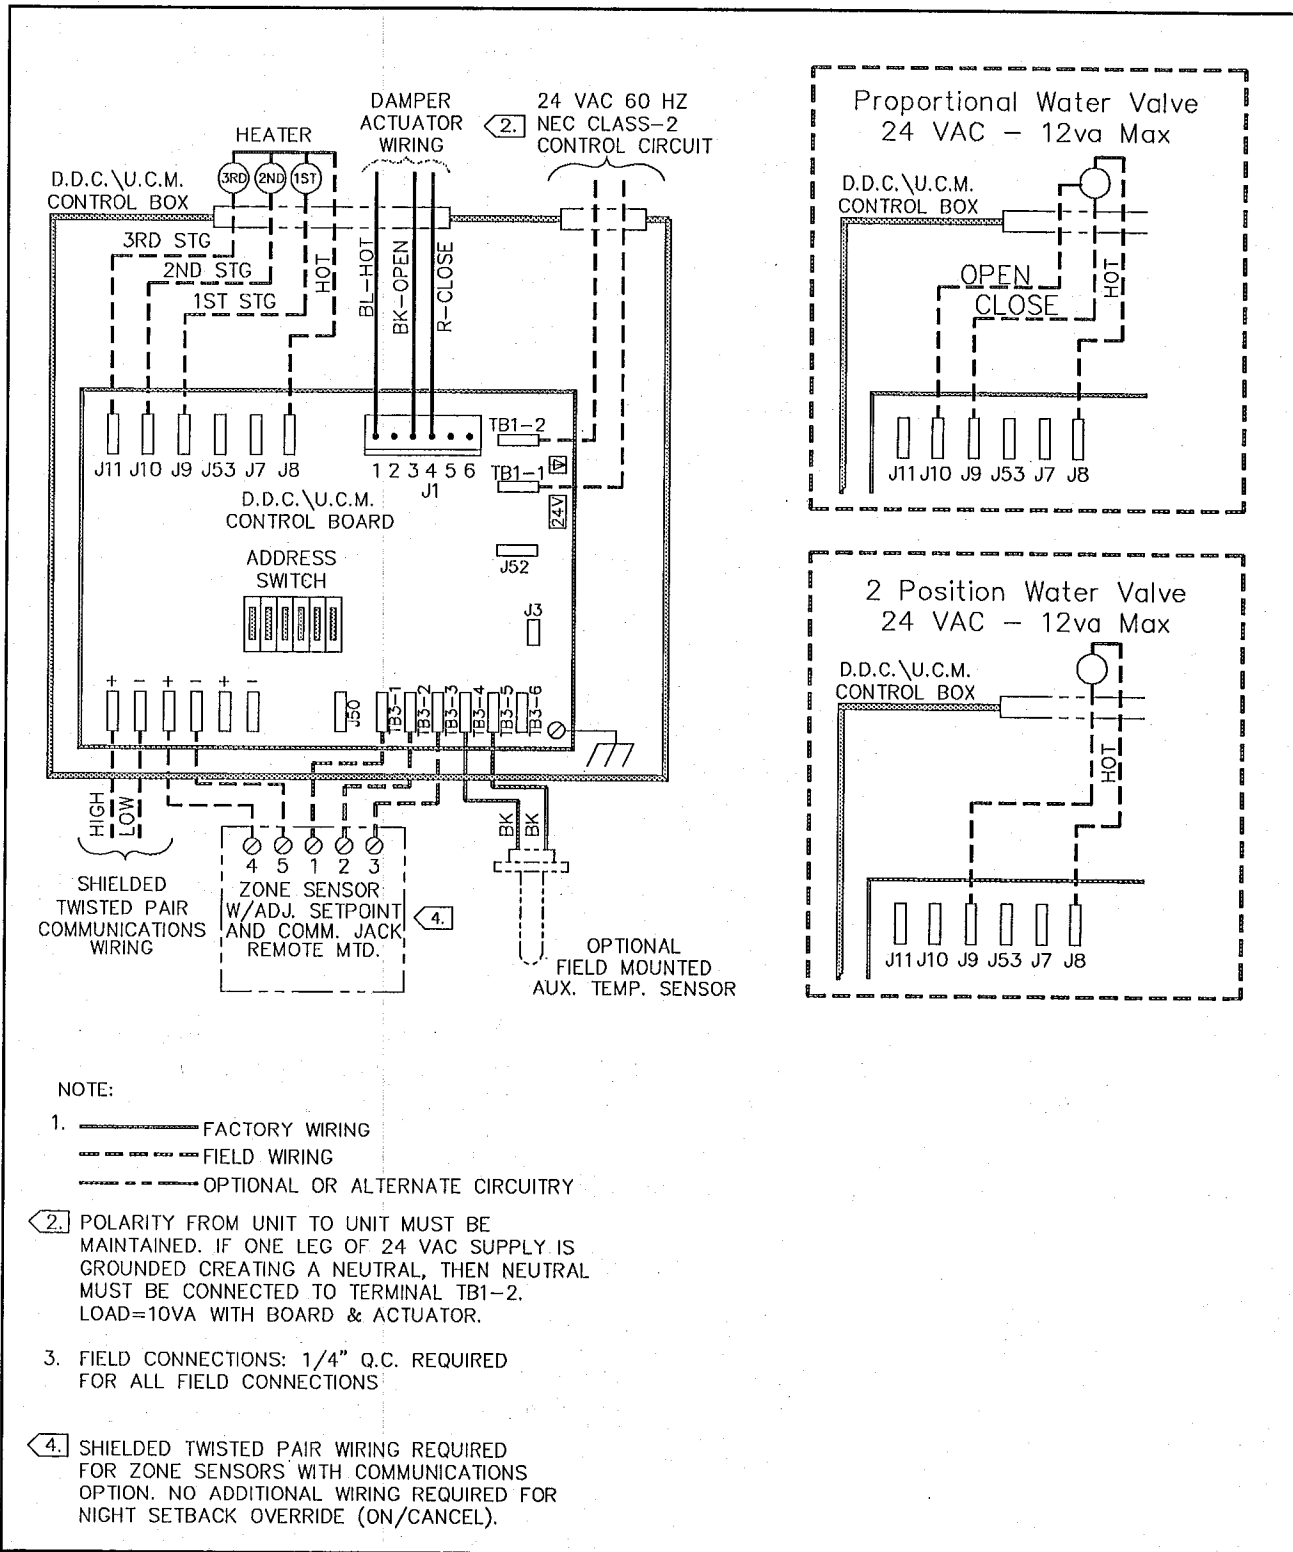 DAMPER
ACTUATOR
WIRING
2.
24 VAC 60 HZ
NEC CLASS-2
CONTROL CIRCUIT
HEATER
3RD
2ND
1ST
D.D.C.\U.C.M.
CONTROL BOX
3RD STG
2ND STG
1ST STG
HOT
BL-HOT
BK-OPEN
R-CLOSE
J11 J10 J9 J53 J7 J8
1 2 3 4 5 6
J1
TB1-2
TB1-1
24V
D.D.C.\U.C.M.
CONTROL BOARD
J52
ADDRESS
SWITCH
J3
+ - + - + -
J50
TB3-1
TB3-2
TB3-3
TB3-4
TB3-5
TB3-6
HIGH
LOW
BK
BK
4 5 1 2 3
SHIELDED
TWISTED PAIR
COMMUNICATIONS
WIRING
ZONE SENSOR
W/ADJ. SETPOINT
AND COMM. JACK
REMOTE MTD.
4.
OPTIONAL
FIELD MOUNTED
AUX. TEMP. SENSOR
Proportional Water Valve
24 VAC - 12va Max
D.D.C.\U.C.M.
CONTROL BOX
OPEN
CLOSE
HOT
J11 J10 J9 J53 J7 J8
2 Position Water Valve
24 VAC - 12va Max
D.D.C.\U.C.M.
CONTROL BOX
HOT
J11 J10 J9 J53 J7 J8
NOTE:
1.
FACTORY WIRING
FIELD WIRING
OPTIONAL OR ALTERNATE CIRCUITRY
2. POLARITY FROM UNIT TO UNIT MUST BE
MAINTAINED. IF ONE LEG OF 24 VAC SUPPLY IS
GROUNDED CREATING A NEUTRAL, THEN NEUTRAL
MUST BE CONNECTED TO TERMINAL TB1-2.
LOAD=10VA WITH BOARD & ACTUATOR.
3. FIELD CONNECTIONS: 1/4" Q.C. REQUIRED
FOR ALL FIELD CONNECTIONS
4. SHIELDED TWISTED PAIR WIRING REQUIRED
FOR ZONE SENSORS WITH COMMUNICATIONS
OPTION. NO ADDITIONAL WIRING REQUIRED FOR
NIGHT SETBACK OVERRIDE (ON/CANCEL).